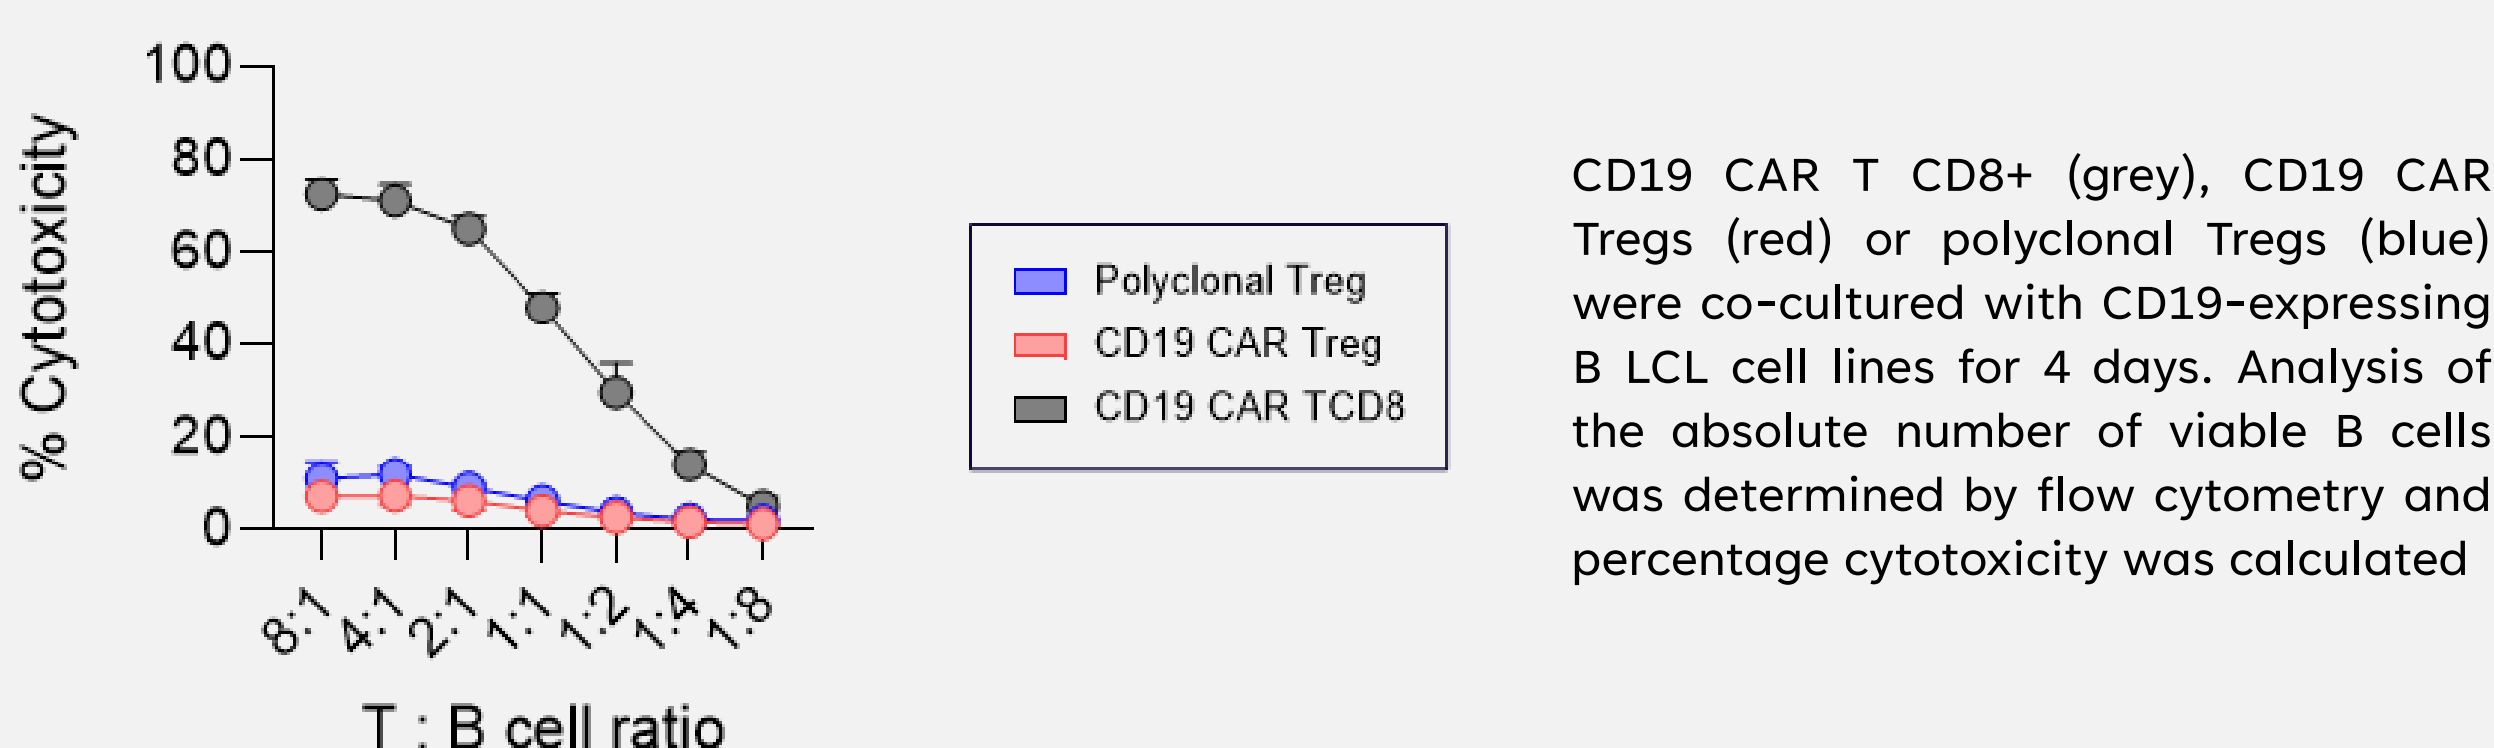 % Cytotoxicity
100
80
60
40
20
0
8:1 4:1 2:1 1:1 1:2 1:4 1:8
T : B cell ratio
Polyclonal Treg
CD19 CAR Treg
CD19 CAR TCD8
CD19 CAR T CD8+ (grey), CD19 CAR
Tregs (red) or polyclonal Tregs (blue)
were co-cultured with CD19-expressing
B LCL cell lines for 4 days. Analysis of
the absolute number of viable B cells
was determined by flow cytometry and
percentage cytotoxicity was calculated